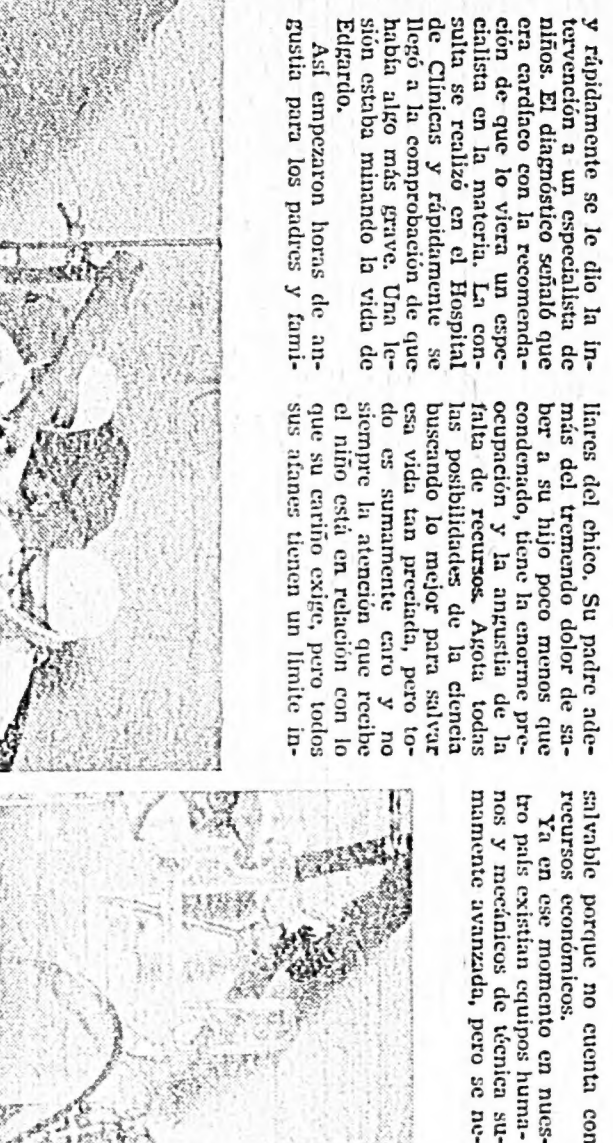 y rápidamente se le dio la in-
tervención a un especialista de
niños. El diagnóstico señaló que
era cardíaco con la recomenda-
ción de que lo viera un espe-
cialista en la materia. La con-
sulta se realizó en el Hospital
de Clínicas y rápidamente se
llegó a la comprobación de que
había algo más grave. Una le-
sión estaba minando la vida de
Edgardo.
Así empezaron horas de an-
gustia para los padres y fami-
liares del chico. Su padre ade-
más del tremendo dolor de sa-
ber a su hijo poco menos que
condenado, tiene la enorme pre-
ocupación y la angustia de la
falta de recursos. Agota todas
las posibilidades de la ciencia
buscando lo mejor para salvar
esa vida tan preciada, pero to-
do es sumamente caro y no
siempre la atención que recibe
el niño está en relación con lo
que su cariño exige, pero todos
sus afanes tienen un límite in-
salvable porque no cuenta con
recursos económicos.
Ya en ese momento en nues-
tro país existían equipos huma-
nos y mecánicos de técnica su-
mamente avanzada, pero se ne-